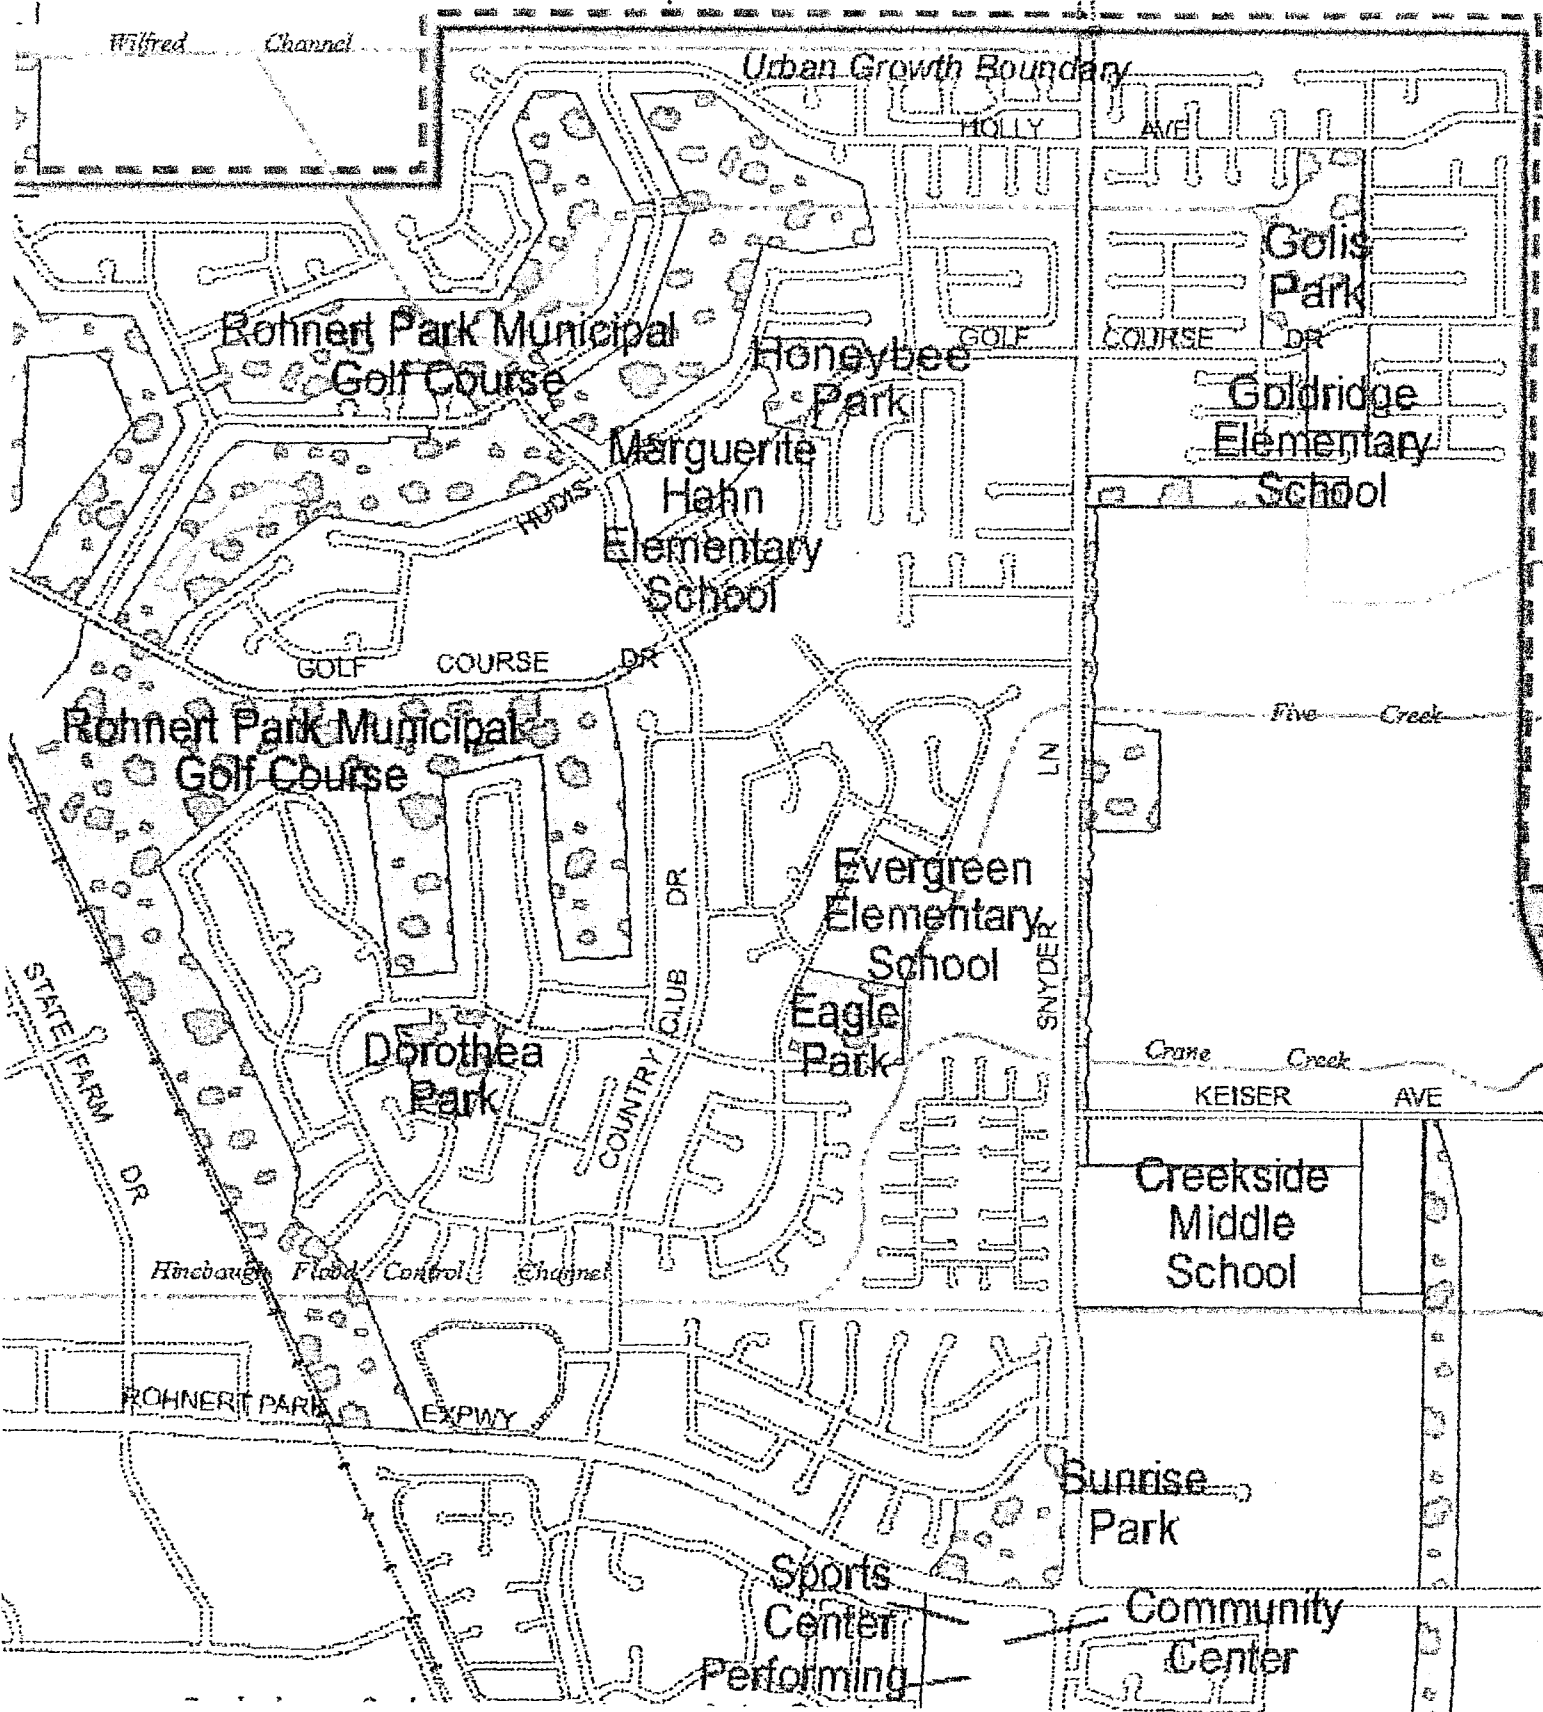 Wilfred Channel
Urban Growth Boundary
HOLLY AVE
Golis
Park
Rohnert Park Municipal
Golf Course
Honeybee
Park
GOLF COURSE DR
Goldridge
Elementary
School
Marguerite
Hahn
Elementary
School
HUDIS
GOLF COURSE DR
Rohnert Park Municipal
Golf Course
Five Creek
SNYDER LN
Evergreen
Elementary
School
COUNTRY CLUB DR
STATE FARM DR
Eagle
Park
Dorothea
Park
Crane Creek
KEISER AVE
Creekside
Middle
School
Hinebaugh Flood Control Channel
ROHNERT PARK EXPWY
Sunrise
Park
Sports
Center
Community
Center
Performing